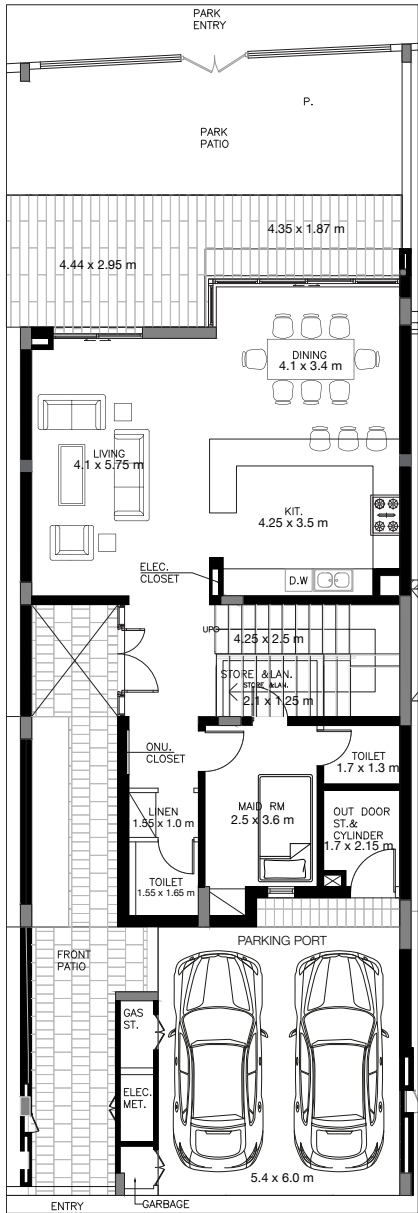 PARK
ENTRY
P.
PARK
PATIO
4.35 x 1.87 m
4.44 x 2.95 m
DINING
4.1 x 3.4 m
LIVING
4.1 x 5.75 m
KIT.
4.25 x 3.5 m
ELEC.
CLOSET
D.W
UP
4.25 x 2.5 m
STORE &LAN.
STORE &LAN.
2.1 x 1.25 m
ONU.
CLOSET
TOILET
1.7 x 1.3 m
MAID RM
2.5 x 3.6 m
LINEN
1.55 x 1.0 m
OUT DOOR
ST.&
CYLINDER
1.7 x 2.15 m
TOILET
1.55 x 1.65 m
PARKING PORT
FRONT
PATIO
GAS
ST.
ELEC.
MET.
5.4 x 6.0 m
ENTRY
GARBAGE